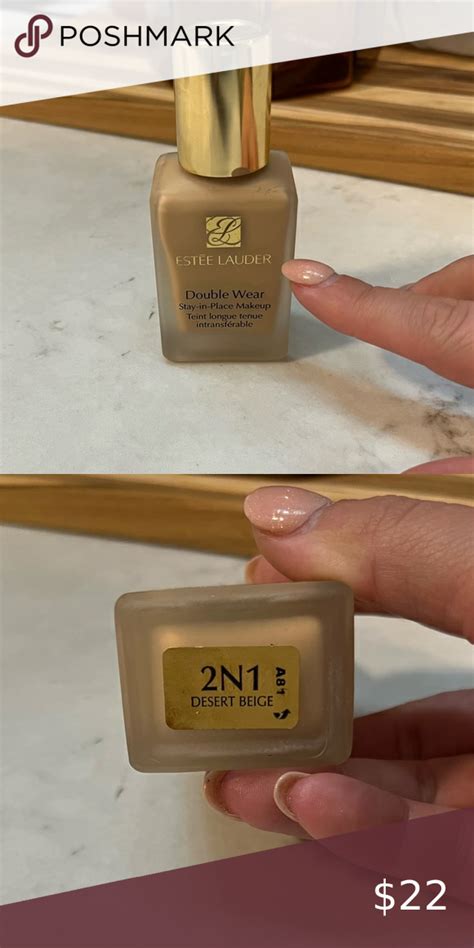 POSHMARK
ESTĒE LAUDER
Double Wear
Stay-in-Place Makeup
Teint longue tenue
intransférable
2N1
DESERT BEIGE
A81
$22